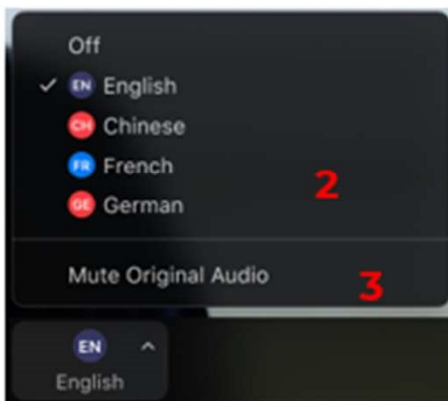 Off
EN English
CH Chinese
FR French
GE German
2
Mute Original Audio
3
EN
English